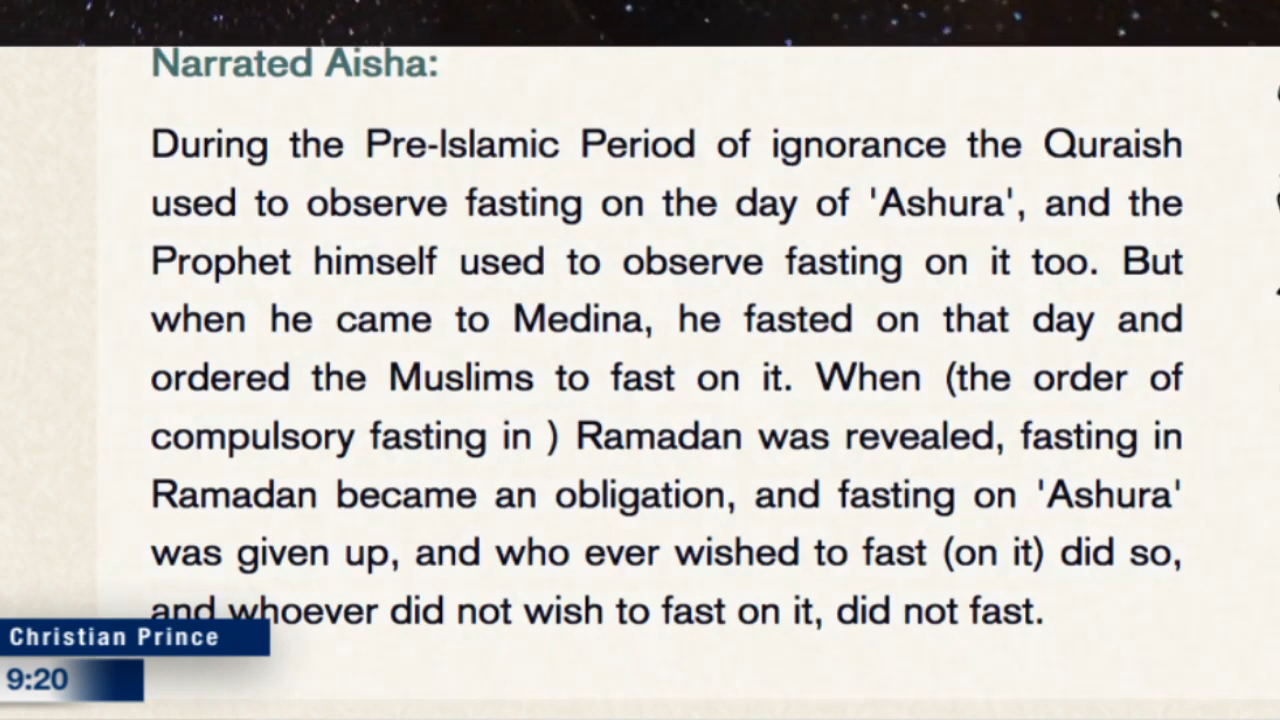 Narrated Aisha:
During the Pre-Islamic Period of ignorance the Quraish
used to observe fasting on the day of 'Ashura', and the
Prophet himself used to observe fasting on it too. But
when he came to Medina, he fasted on that day and
ordered the Muslims to fast on it. When (the order of
compulsory fasting in ) Ramadan was revealed, fasting in
Ramadan became an obligation, and fasting on 'Ashura'
was given up, and who ever wished to fast (on it) did so,
and whoever did not wish to fast on it, did not fast.
Christian Prince
9:20